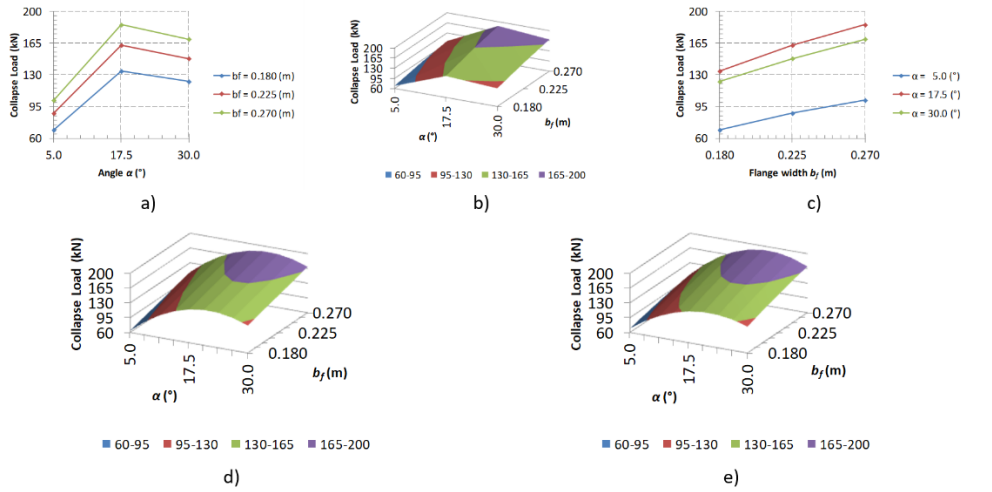 Collapse Load (kN)
200
165
130
95
60
5.0
17.5
30.0
Angle α (°)
bf = 0.180 (m)
bf = 0.225 (m)
bf = 0.270 (m)
a)
Collapse Load (kN)
200
165
130
95
60
5.0
17.5
30.0
α (°)
0.180
0.225
0.270
bf (m)
60-95
95-130
130-165
165-200
b)
Collapse Load (kN)
200
165
130
95
60
0.180
0.225
0.270
Flange width bf (m)
α = 5.0 (°)
α = 17.5 (°)
α = 30.0 (°)
c)
Collapse Load (kN)
200
165
130
95
60
5.0
17.5
30.0
α (°)
0.180
0.225
0.270
bf (m)
60-95
95-130
130-165
165-200
d)
Collapse Load (kN)
200
165
130
95
60
5.0
17.5
30.0
α (°)
0.180
0.225
0.270
bf (m)
60-95
95-130
130-165
165-200
e)